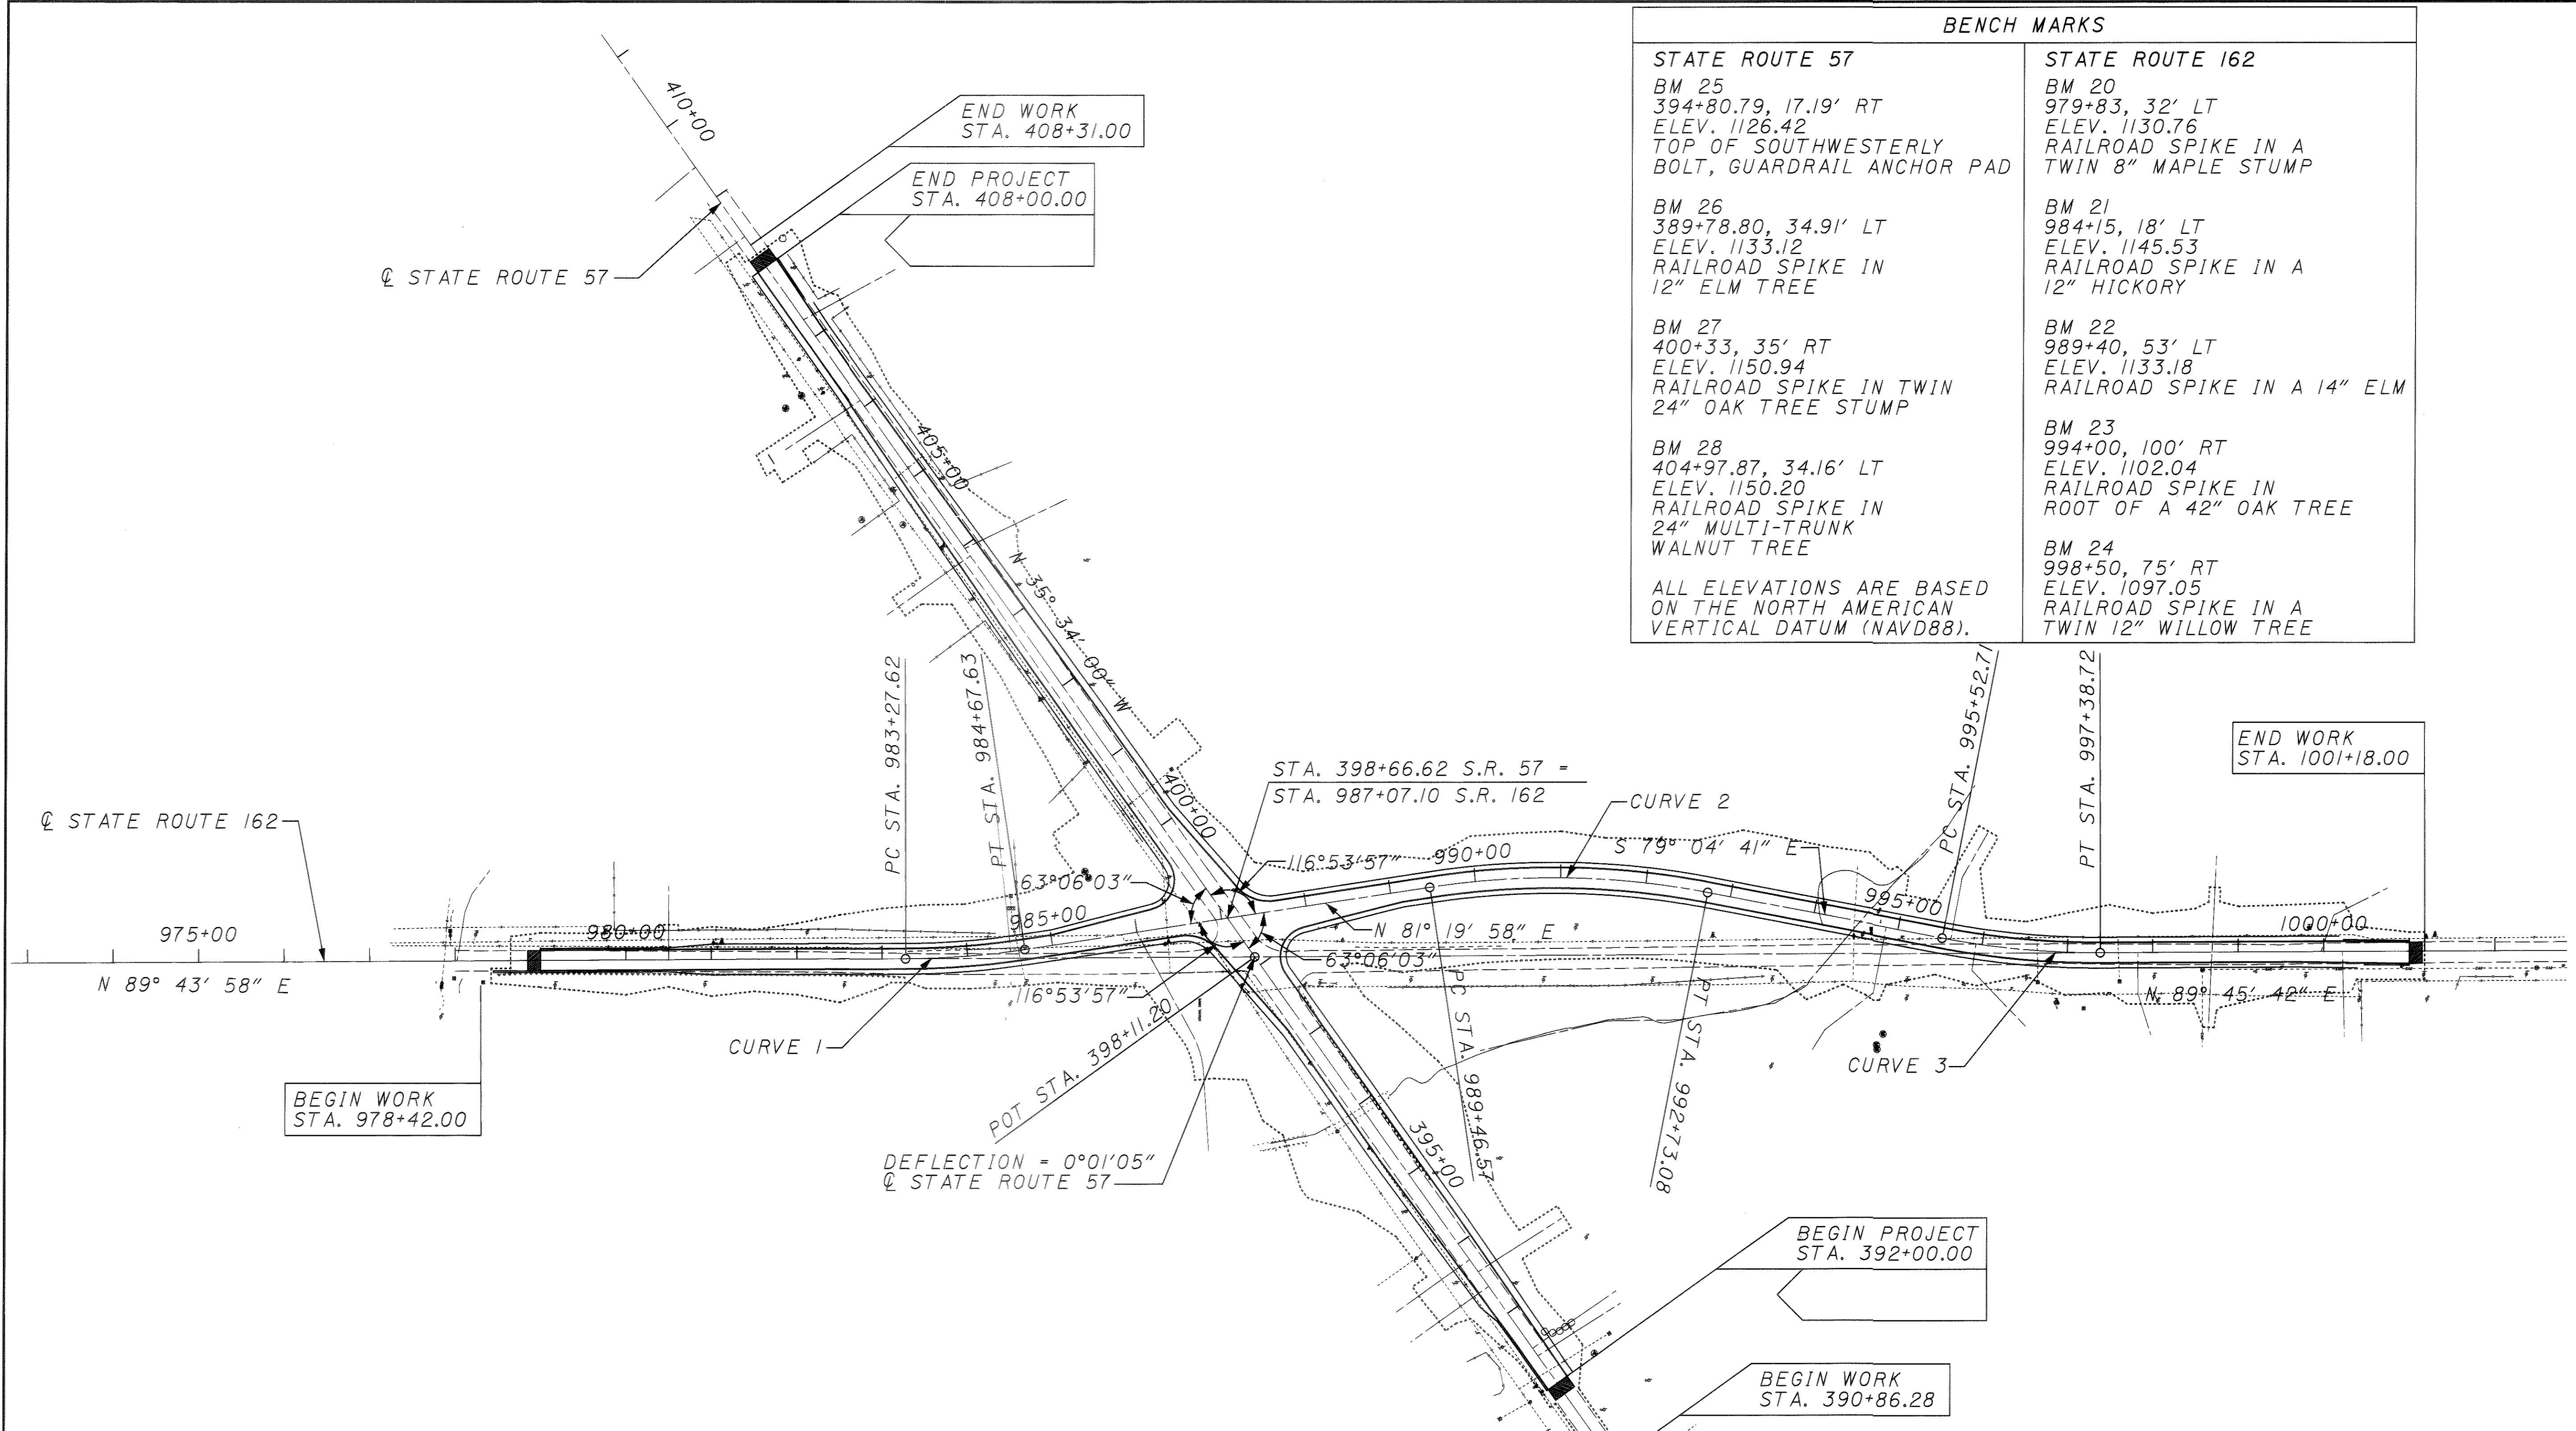 BENCH MARKS
STATE ROUTE 57
BM 25
394+80.79, 17.19' RT
ELEV. 1126.42
TOP OF SOUTHWESTERLY
BOLT, GUARDRAIL ANCHOR PAD
BM 26
389+78.80, 34.91' LT
ELEV. 1133.12
RAILROAD SPIKE IN
12" ELM TREE
BM 27
400+33, 35' RT
ELEV. 1150.94
RAILROAD SPIKE IN TWIN
24" OAK TREE STUMP
BM 28
404+97.87, 34.16' LT
ELEV. 1150.20
RAILROAD SPIKE IN
24" MULTI-TRUNK
WALNUT TREE
ALL ELEVATIONS ARE BASED
ON THE NORTH AMERICAN
VERTICAL DATUM (NAVD88).
STATE ROUTE 162
BM 20
979+83, 32' LT
ELEV. 1130.76
RAILROAD SPIKE IN A
TWIN 8" MAPLE STUMP
BM 21
984+15, 18' LT
ELEV. 1145.53
RAILROAD SPIKE IN A
12" HICKORY
BM 22
989+40, 53' LT
ELEV. 1133.18
RAILROAD SPIKE IN A 14" ELM
BM 23
994+00, 100' RT
ELEV. 1102.04
RAILROAD SPIKE IN
ROOT OF A 42" OAK TREE
BM 24
998+50, 75' RT
ELEV. 1097.05
RAILROAD SPIKE IN A
TWIN 12" WILLOW TREE
410+00
END WORK
STA. 408+31.00
END PROJECT
STA. 408+00.00
℄ STATE ROUTE 57
405+00
N 35° 34' 00" W
400+00
PC STA. 983+27.62
PT STA. 984+67.63
STA. 398+66.62 S.R. 57 =
STA. 987+07.10 S.R. 162
CURVE 2
PC STA. 995+52.71
PT STA. 997+38.72
END WORK
STA. 1001+18.00
℄ STATE ROUTE 162
116°53'57"
990+00
S 79° 04' 41" E
63°06'03"
985+00
995+00
975+00
980+00
1000+00
N 81° 19' 58" E
63°06'03"
N 89° 43' 58" E
116°53'57"
N 89° 45' 42" E
CURVE 1
POT STA. 398+11.20
PC STA. 989+46.57
PT STA. 992+73.08
CURVE 3
BEGIN WORK
STA. 978+42.00
DEFLECTION = 0°01'05"
℄ STATE ROUTE 57
395+00
BEGIN PROJECT
STA. 392+00.00
BEGIN WORK
STA. 390+86.28